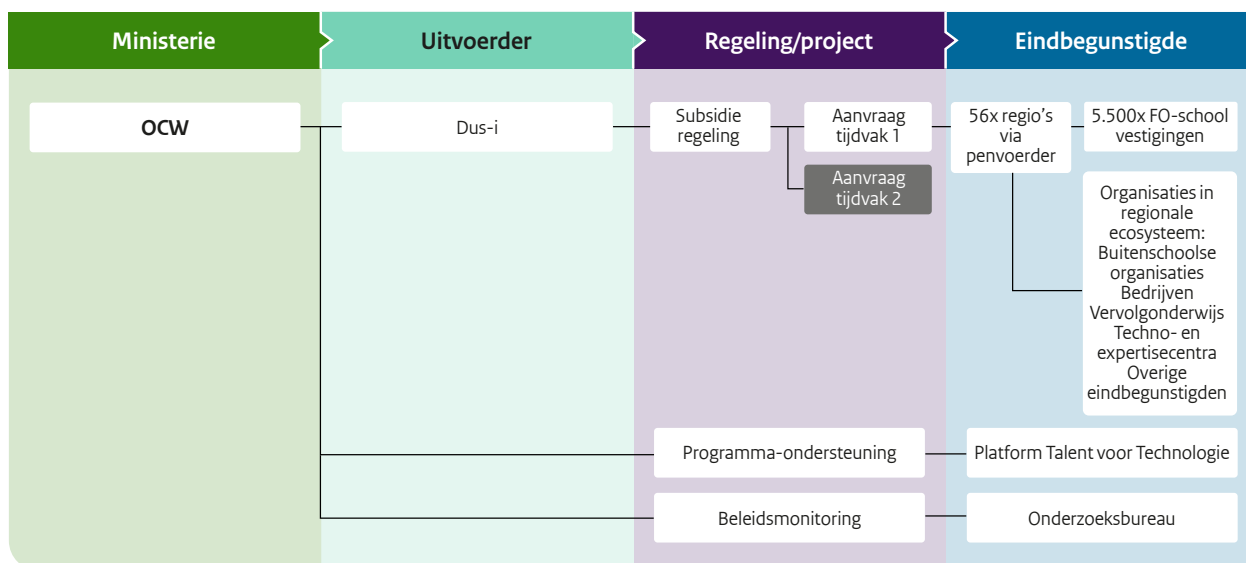 Ministerie
Uitvoerder
Regeling/project
Eindbegunstigde
OCW
Dus-i
Subsidie
regeling
Aanvraag
tijdvak 1
Aanvraag
tijdvak 2
56x regio's
via
penvoerder
5.500x FO-school
vestigingen
Organisaties in
regionale
ecosysteem:
Buitenschoolse
organisaties
Bedrijven
Vervolgonderwijs
Techno- en
expertisecentra
Overige
eindbegunstigden
Programma-ondersteuning
Platform Talent voor Technologie
Beleidsmonitoring
Onderzoeksbureau